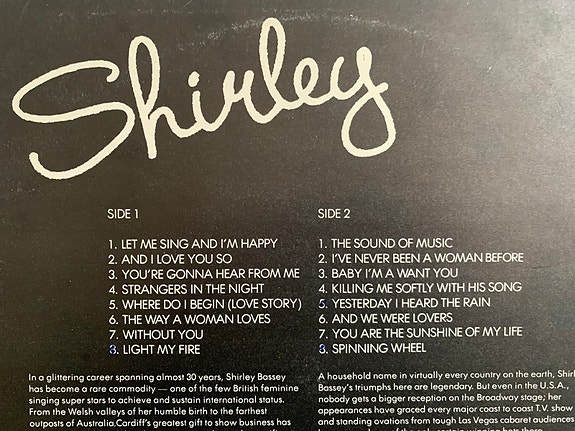 Shirley
SIDE 1
1. LET ME SING AND I'M HAPPY
2. AND I LOVE YOU SO
3. YOU'RE GONNA HEAR FROM ME
4. STRANGERS IN THE NIGHT
5. WHERE DO I BEGIN (LOVE STORY)
6. THE WAY A WOMAN LOVES
7. WITHOUT YOU
8. LIGHT MY FIRE
In a glittering career spanning almost 30 years, Shirley Bassey
has become a rare commodity — one of the few British feminine
singing super stars to achieve and sustain international status.
From the Welsh valleys of her humble birth to the farthest
outposts of Australia, Cardiff's greatest gift to show business has
SIDE 2
1. THE SOUND OF MUSIC
2. I'VE NEVER BEEN A WOMAN BEFORE
3. BABY I'M A WANT YOU
4. KILLING ME SOFTLY WITH HIS SONG
5. YESTERDAY I HEARD THE RAIN
6. AND WE WERE LOVERS
7. YOU ARE THE SUNSHINE OF MY LIFE
8. SPINNING WHEEL
A household name in virtually every country on the earth, Shirl
Bassey's triumphs here are legendary. But even in the U.S.A.,
nobody gets a bigger reception on the Broadway stage; her
appearances have graced every major coast to coast T.V. show
and standing ovations from tough Las Vegas cabaret audiences